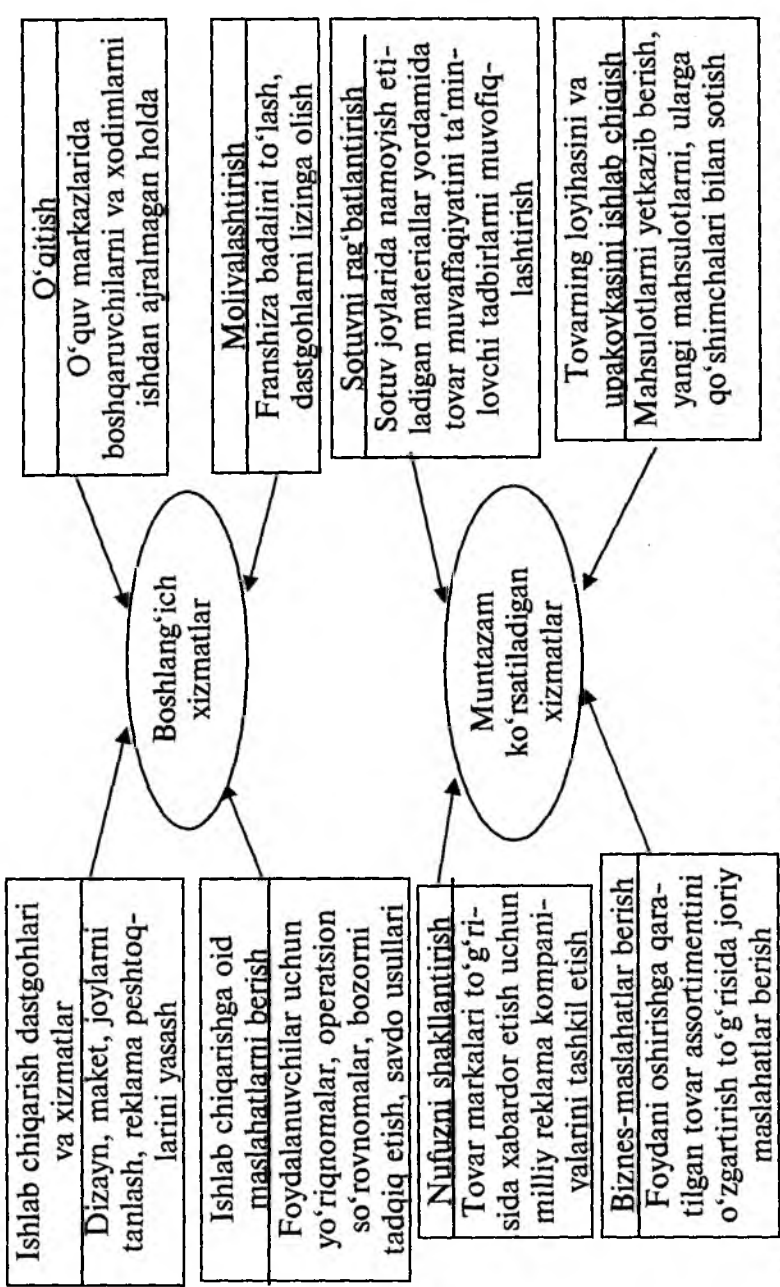 Ishlab chiqarish dastgohlari
va xizmatlar
Dizayn, maket, joylarni
tanlash, reklama peshtoq-
larini yasash
Ishlab chiqarishga oid
maslahatlarni berish
Foydalanuvchilar uchun
yo‘riqnomalar, operatsion
so‘rovnomalar, bozorni
tadqiq etish, savdo usullari
Nufuzni shakllantirish
Tovar markalari to‘g‘ri-
sida xabardor etish uchun
milliy reklama kompani-
yalarini tashkil etish
Biznes-maslahatlar berish
Foydani oshirishga qara-
tilgan tovar assortimentini
o‘zgartirish to‘g‘risida joriy
maslahatlar berish
Boshlang‘ich
xizmatlar
Muntazam
ko‘rsatiladigan
xizmatlar
O‘qitish
O‘quv markazlarida
boshqaruvchilarni va xodimlarni
ishdan ajralmagan holda
Moliyalashtirish
Franshiza badalini to‘lash,
dastgohlarni lizinga olish
Sotuvni rag‘batlantirish
Sotuv joylarida namoyish eti-
ladigan materiallar yordamida
tovar muvaffaqiyatini ta'min-
lovchi tadbirlarni muvofiq-
lashtirish
Tovarning loyihasini va
upakovkasini ishlab chiqish
Mahsulotlarni yetkazib berish,
yangi mahsulotlarni, ularga
qo‘shimchalari bilan sotish